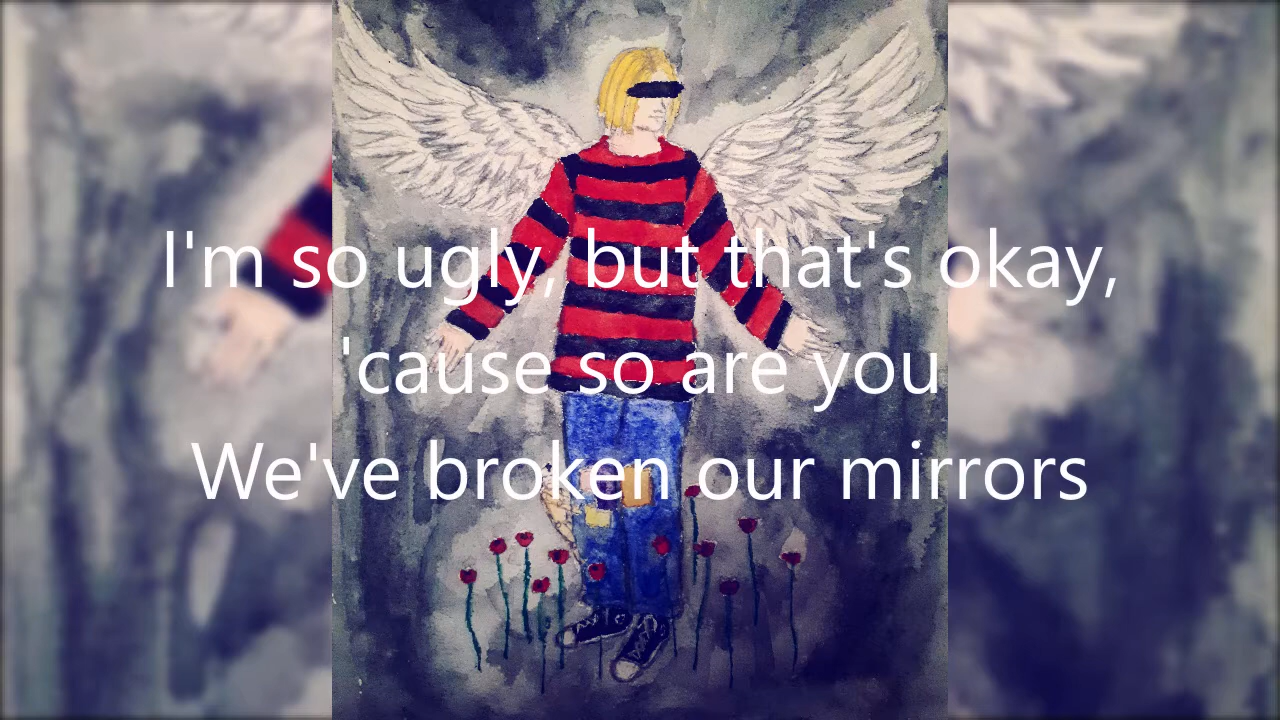 I'm so ugly, but that's okay,
'cause so are you
We've broken our mirrors